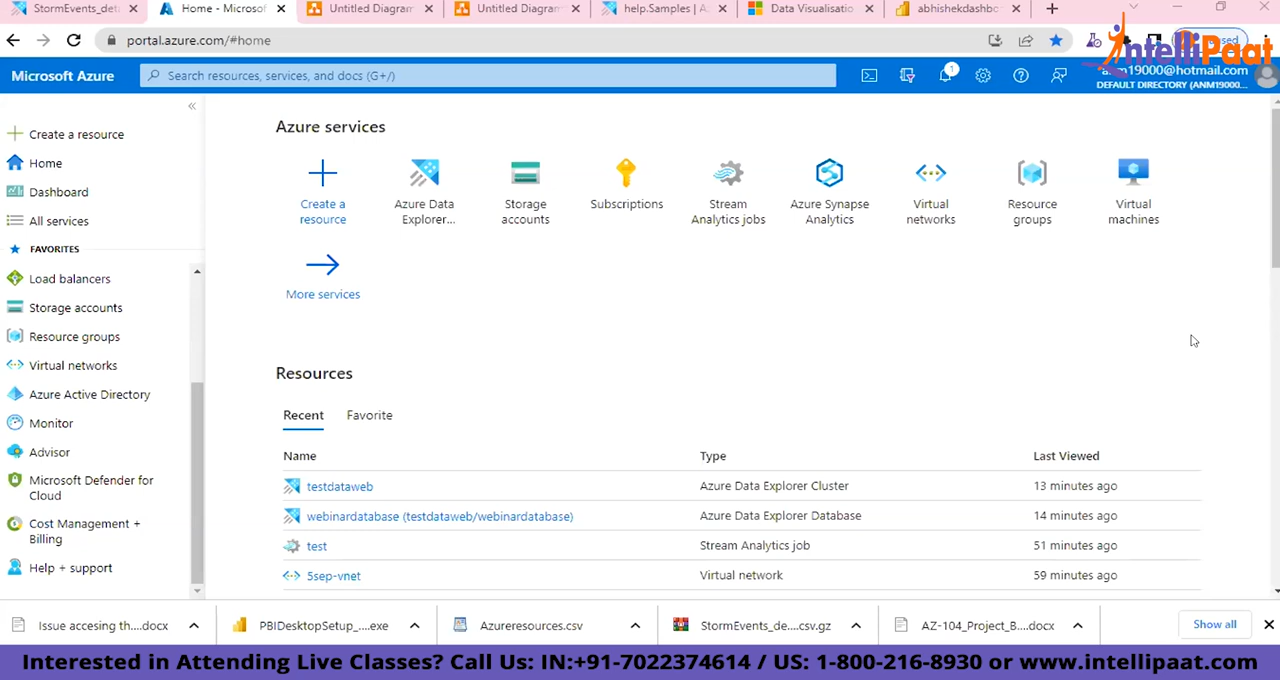 StormEvents_deta
Home - Microsof
Untitled Diagram
Untitled Diagram
help.Samples | A
Data Visualisatio
abhishekdashbo
portal.azure.com/#home
IntelliPaat
Microsoft Azure
Search resources, services, and docs (G+/)
1
anm19000@hotmail.com
DEFAULT DIRECTORY (ANM19000...
Create a resource
Home
Dashboard
All services
FAVORITES
Load balancers
Storage accounts
Resource groups
Virtual networks
Azure Active Directory
Monitor
Advisor
Microsoft Defender for
Cloud
Cost Management +
Billing
Help + support
Azure services
Create a
resource
Azure Data
Explorer...
Storage
accounts
Subscriptions
Stream
Analytics jobs
Azure Synapse
Analytics
Virtual
networks
Resource
groups
Virtual
machines
More services
Resources
Recent Favorite
Name Type Last Viewed
testdataweb Azure Data Explorer Cluster 13 minutes ago
webinardatabase (testdataweb/webinardatabase) Azure Data Explorer Database 14 minutes ago
test Stream Analytics job 51 minutes ago
5sep-vnet Virtual network 59 minutes ago
Issue accesing th....docx
PBIDesktopSetup_....exe
Azureresources.csv
StormEvents_de....csv.gz
AZ-104_Project_B....docx
Show all
Interested in Attending Live Classes? Call Us: IN:+91-7022374614 / US: 1-800-216-8930 or www.intellipaat.com